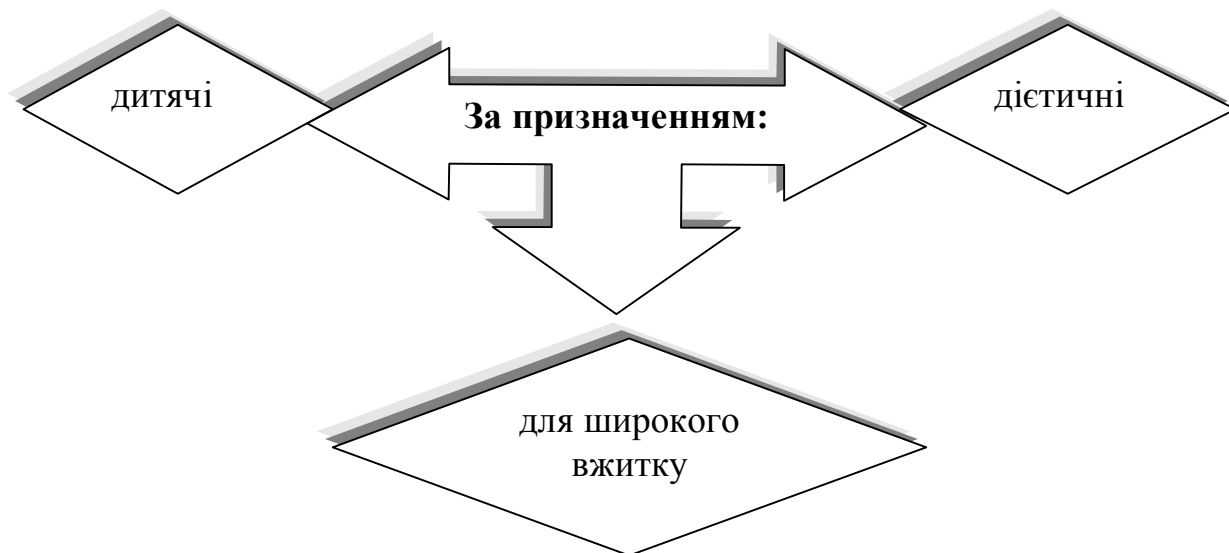 дитячі
За призначенням:
дієтичні
для широкого
вжитку